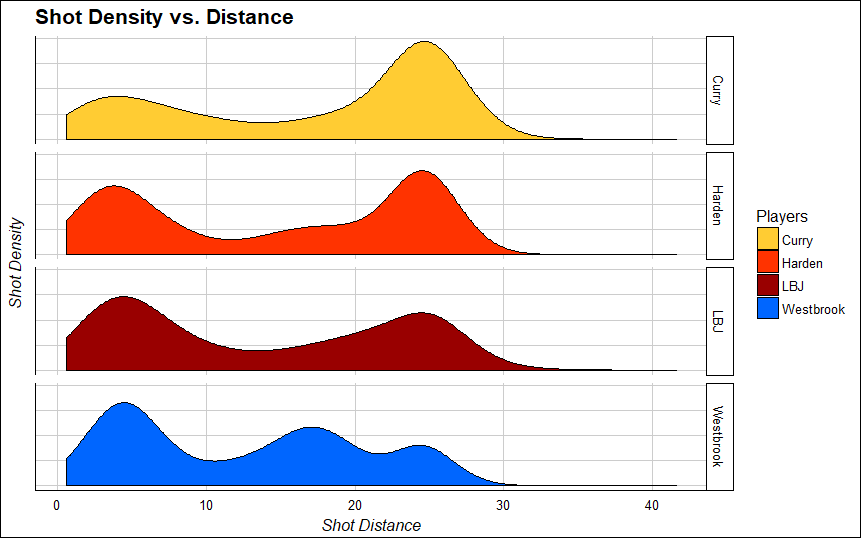 Shot Density vs. Distance
Shot Density
Curry
Harden
LBJ
Westbrook
0 10 20 30 40
Shot Distance
Players
Curry
Harden
LBJ
Westbrook